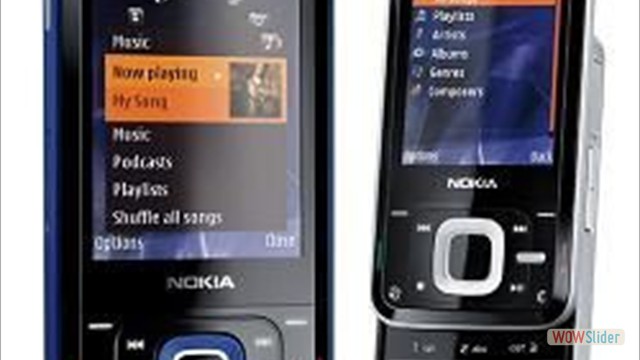 Music
Now playing
My Song
Music
Podcasts
Playlists
Shuffle all songs
Options Close
NOKIA
Playlists
Artists
Albums
Genres
Composers
Options Back
NOKIA
WOWSlider